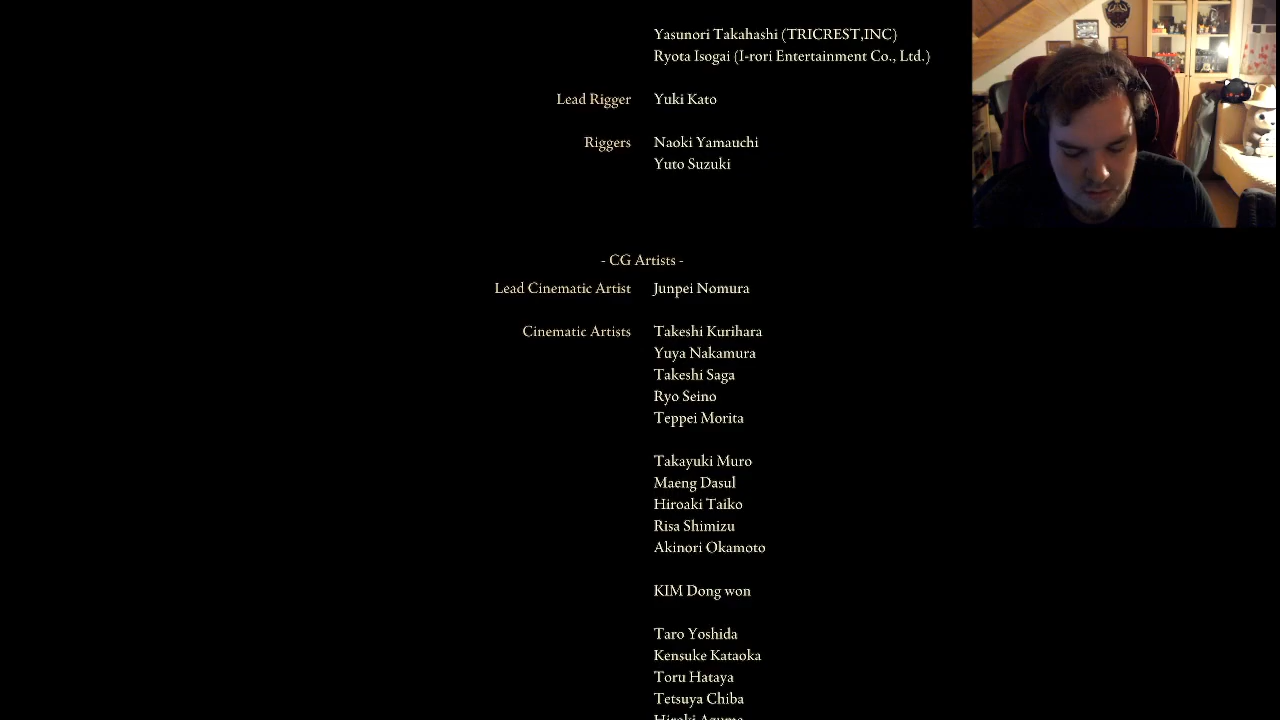 Yasunori Takahashi (TRICREST,INC)
Ryota Isogai (I-rori Entertainment Co., Ltd.)
Lead Rigger Yuki Kato
Riggers Naoki Yamauchi
Yuto Suzuki
- CG Artists -
Lead Cinematic Artist Junpei Nomura
Cinematic Artists Takeshi Kurihara
Yuya Nakamura
Takeshi Saga
Ryo Seino
Teppei Morita
Takayuki Muro
Maeng Dasul
Hiroaki Taiko
Risa Shimizu
Akinori Okamoto
KIM Dong won
Taro Yoshida
Kensuke Kataoka
Toru Hataya
Tetsuya Chiba